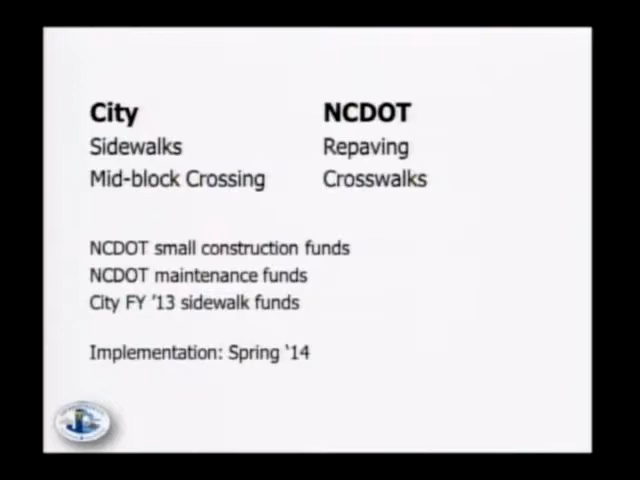 City
Sidewalks
Mid-block Crossing
NCDOT
Repaving
Crosswalks
NCDOT small construction funds
NCDOT maintenance funds
City FY '13 sidewalk funds
Implementation: Spring '14